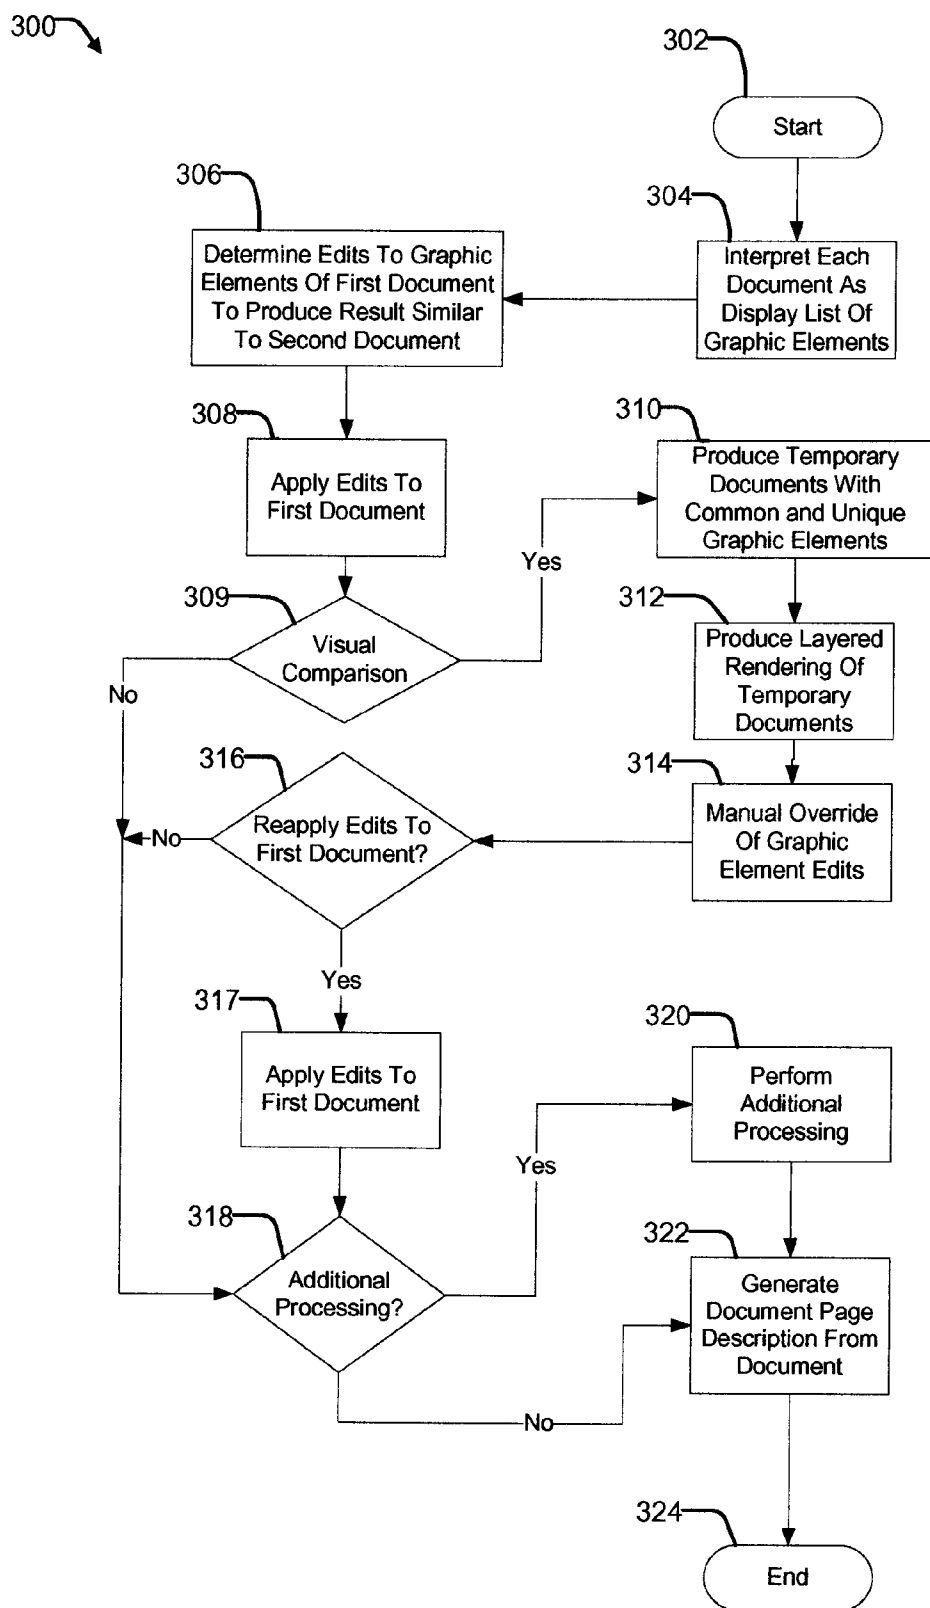 300
302
Start
304
Interpret Each
Document As
Display List Of
Graphic Elements
306
Determine Edits To Graphic
Elements Of First Document
To Produce Result Similar
To Second Document
308
Apply Edits To
First Document
309
Visual
Comparison
Yes
No
310
Produce Temporary
Documents With
Common and Unique
Graphic Elements
312
Produce Layered
Rendering Of
Temporary
Documents
314
Manual Override
Of Graphic
Element Edits
316
Reapply Edits To
First Document?
No
Yes
317
Apply Edits To
First Document
318
Additional
Processing?
Yes
No
320
Perform
Additional
Processing
322
Generate
Document Page
Description From
Document
324
End